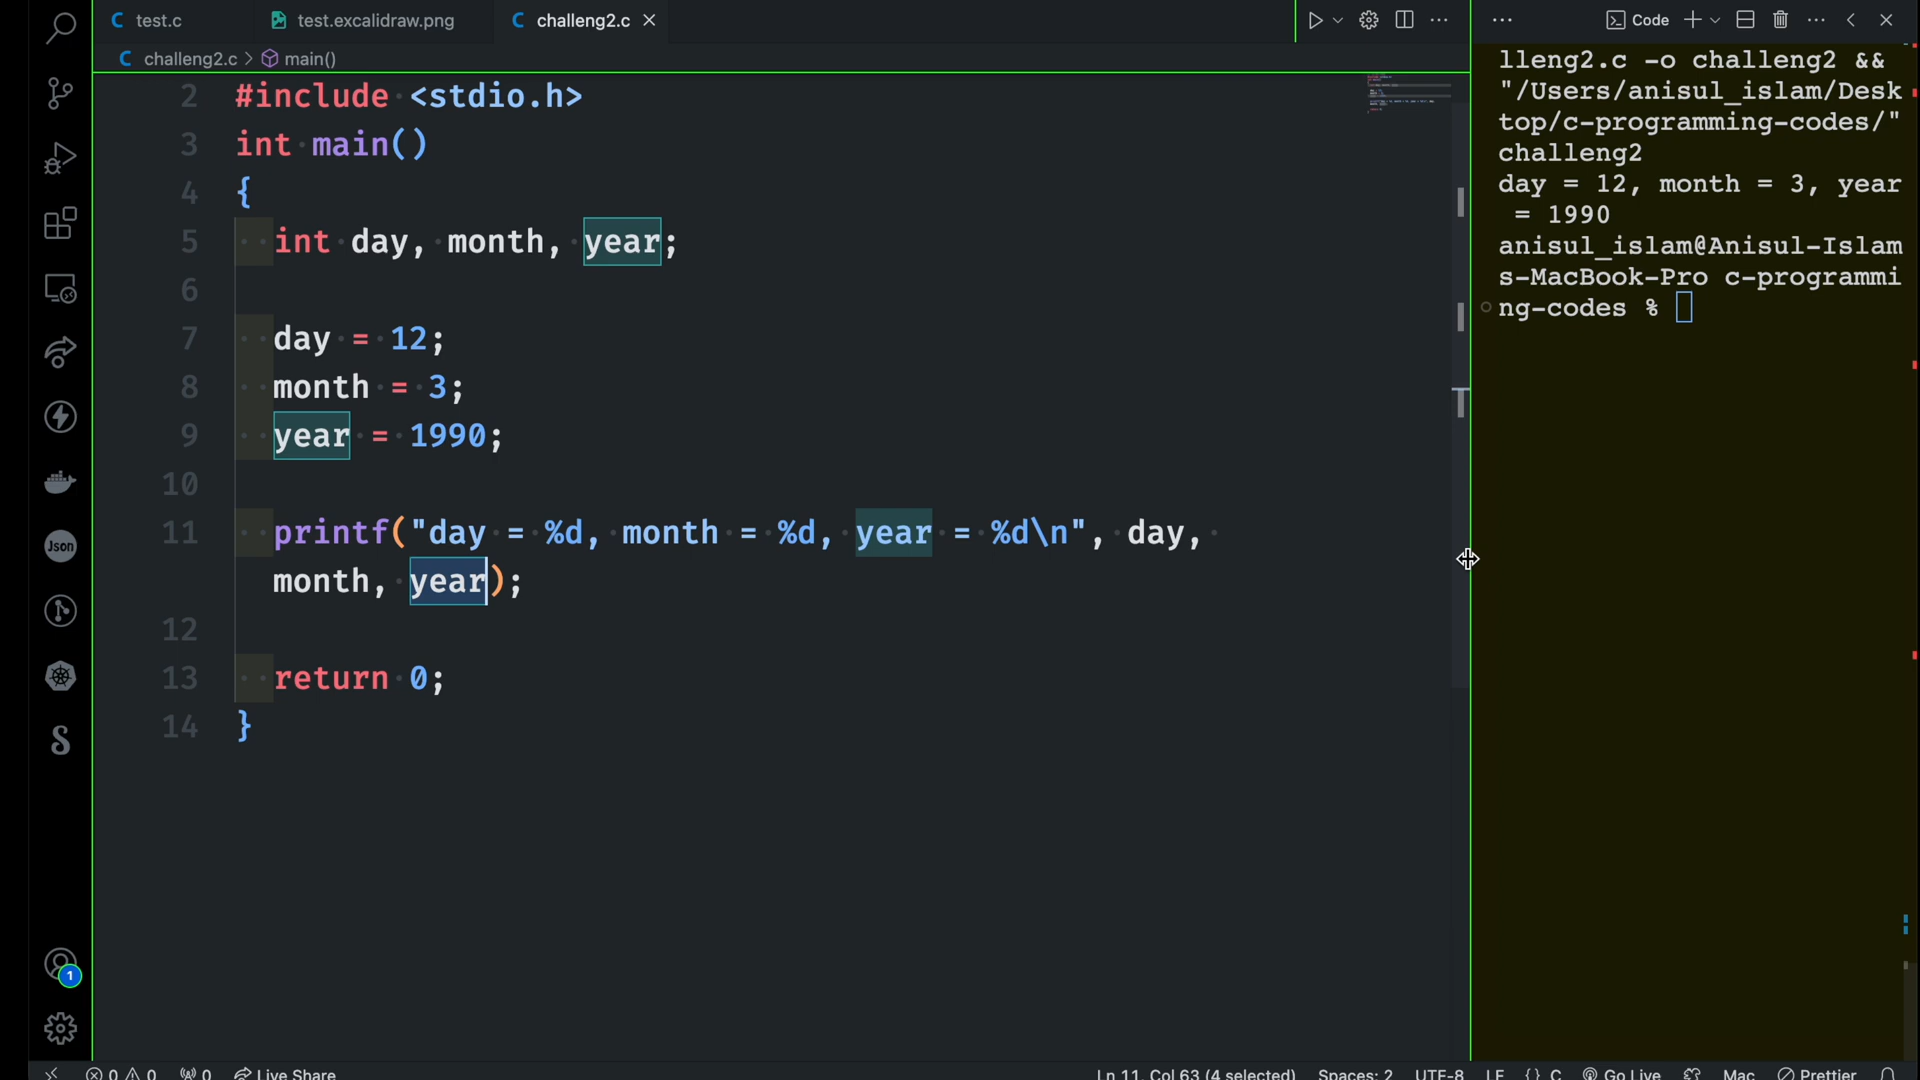 test.c test.excalidraw.png challeng2.c
Code
challeng2.c > main()
2 #include <stdio.h>
3 int main()
4 {
5 int day, month, year;
6
7 day = 12;
8 month = 3;
9 year = 1990;
10
11 printf("day = %d, month = %d, year = %d\n", day,
month, year);
12
13 return 0;
14 }
lleng2.c -o challeng2 &&
"/Users/anisul_islam/Desk
top/c-programming-codes/"
challeng2
day = 12, month = 3, year
= 1990
anisul_islam@Anisul-Islam
s-MacBook-Pro c-programmi
ng-codes %
Json
1
0 0 0 Live Share Ln 11, Col 63 (4 selected) Spaces: 2 UTF-8 LF {} C Go Live Mac Prettier